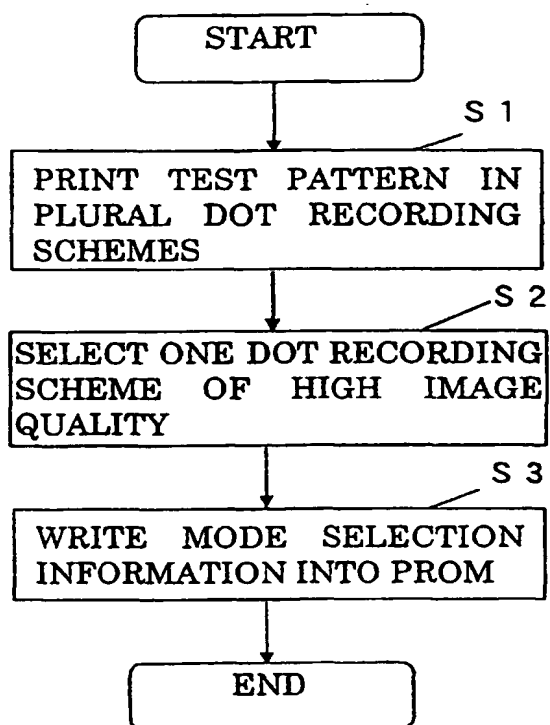 START
S 1
PRINT TEST PATTERN IN
PLURAL DOT RECORDING
SCHEMES
S 2
SELECT ONE DOT RECORDING
SCHEME OF HIGH IMAGE
QUALITY
S 3
WRITE MODE SELECTION
INFORMATION INTO PROM
END